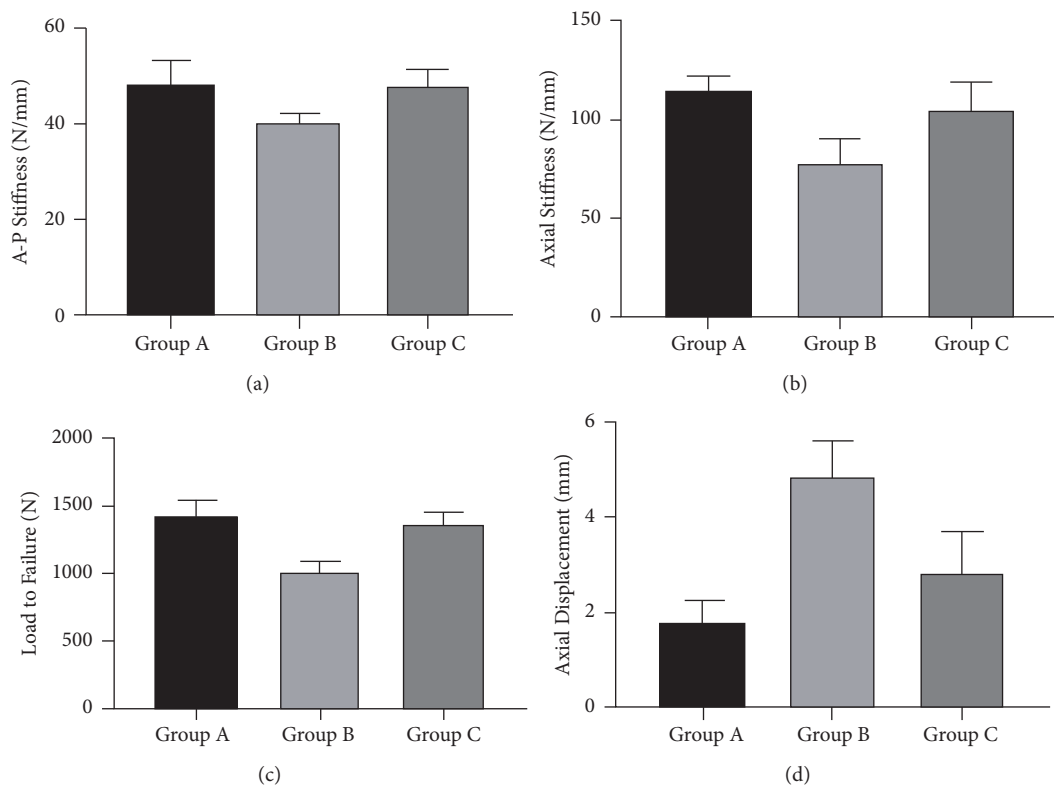 60
40
20
0
A-P Stiffness (N/mm)
Group A Group B Group C
(a)
150
100
50
0
Axial Stiffness (N/mm)
Group A Group B Group C
(b)
2000
1500
1000
500
0
Load to Failure (N)
Group A Group B Group C
(c)
6
4
2
0
Axial Displacement (mm)
Group A Group B Group C
(d)